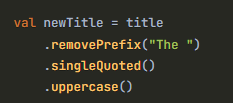 val newTitle = title
    .removePrefix("The ")
    .singleQuoted()
    .uppercase()